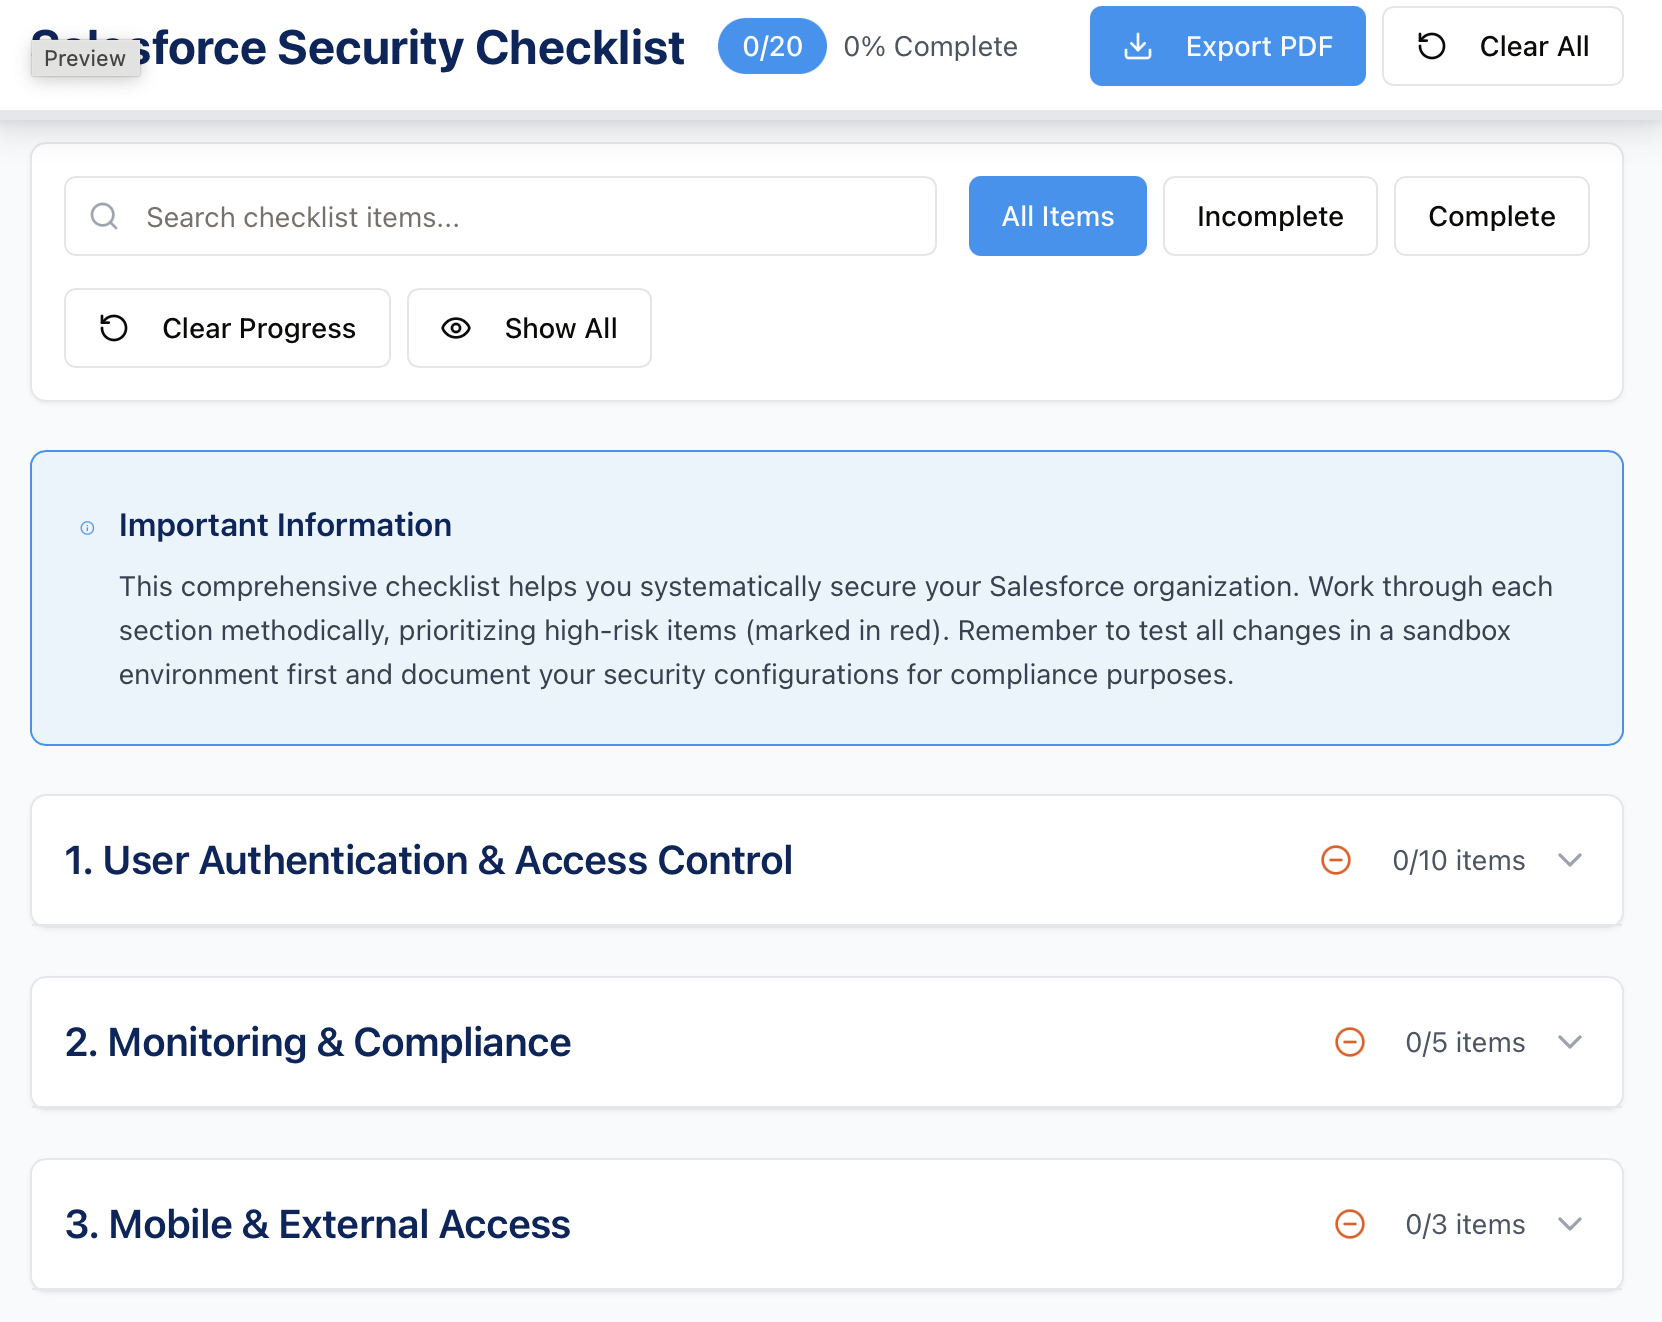 Salesforce Security Checklist
Preview
0/20
0% Complete
Export PDF
Clear All
Search checklist items...
All Items
Incomplete
Complete
Clear Progress
Show All
Important Information
This comprehensive checklist helps you systematically secure your Salesforce organization. Work through each
section methodically, prioritizing high-risk items (marked in red). Remember to test all changes in a sandbox
environment first and document your security configurations for compliance purposes.
1. User Authentication & Access Control
0/10 items
2. Monitoring & Compliance
0/5 items
3. Mobile & External Access
0/3 items